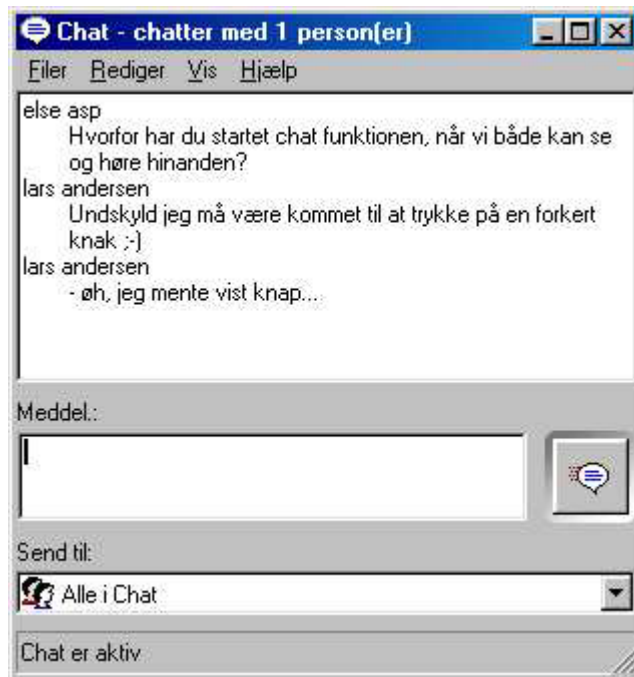 Chat - chatter med 1 person(er)
Filer Rediger Vis Hjælp
else asp
Hvorfor har du startet chat funktionen, når vi både kan se
og høre hinanden?
lars andersen
Undskyld jeg må være kommet til at trykke på en forkert
knak ;-)
lars andersen
- øh, jeg mente vist knap...
Meddel.:
Send til:
Alle i Chat
Chat er aktiv